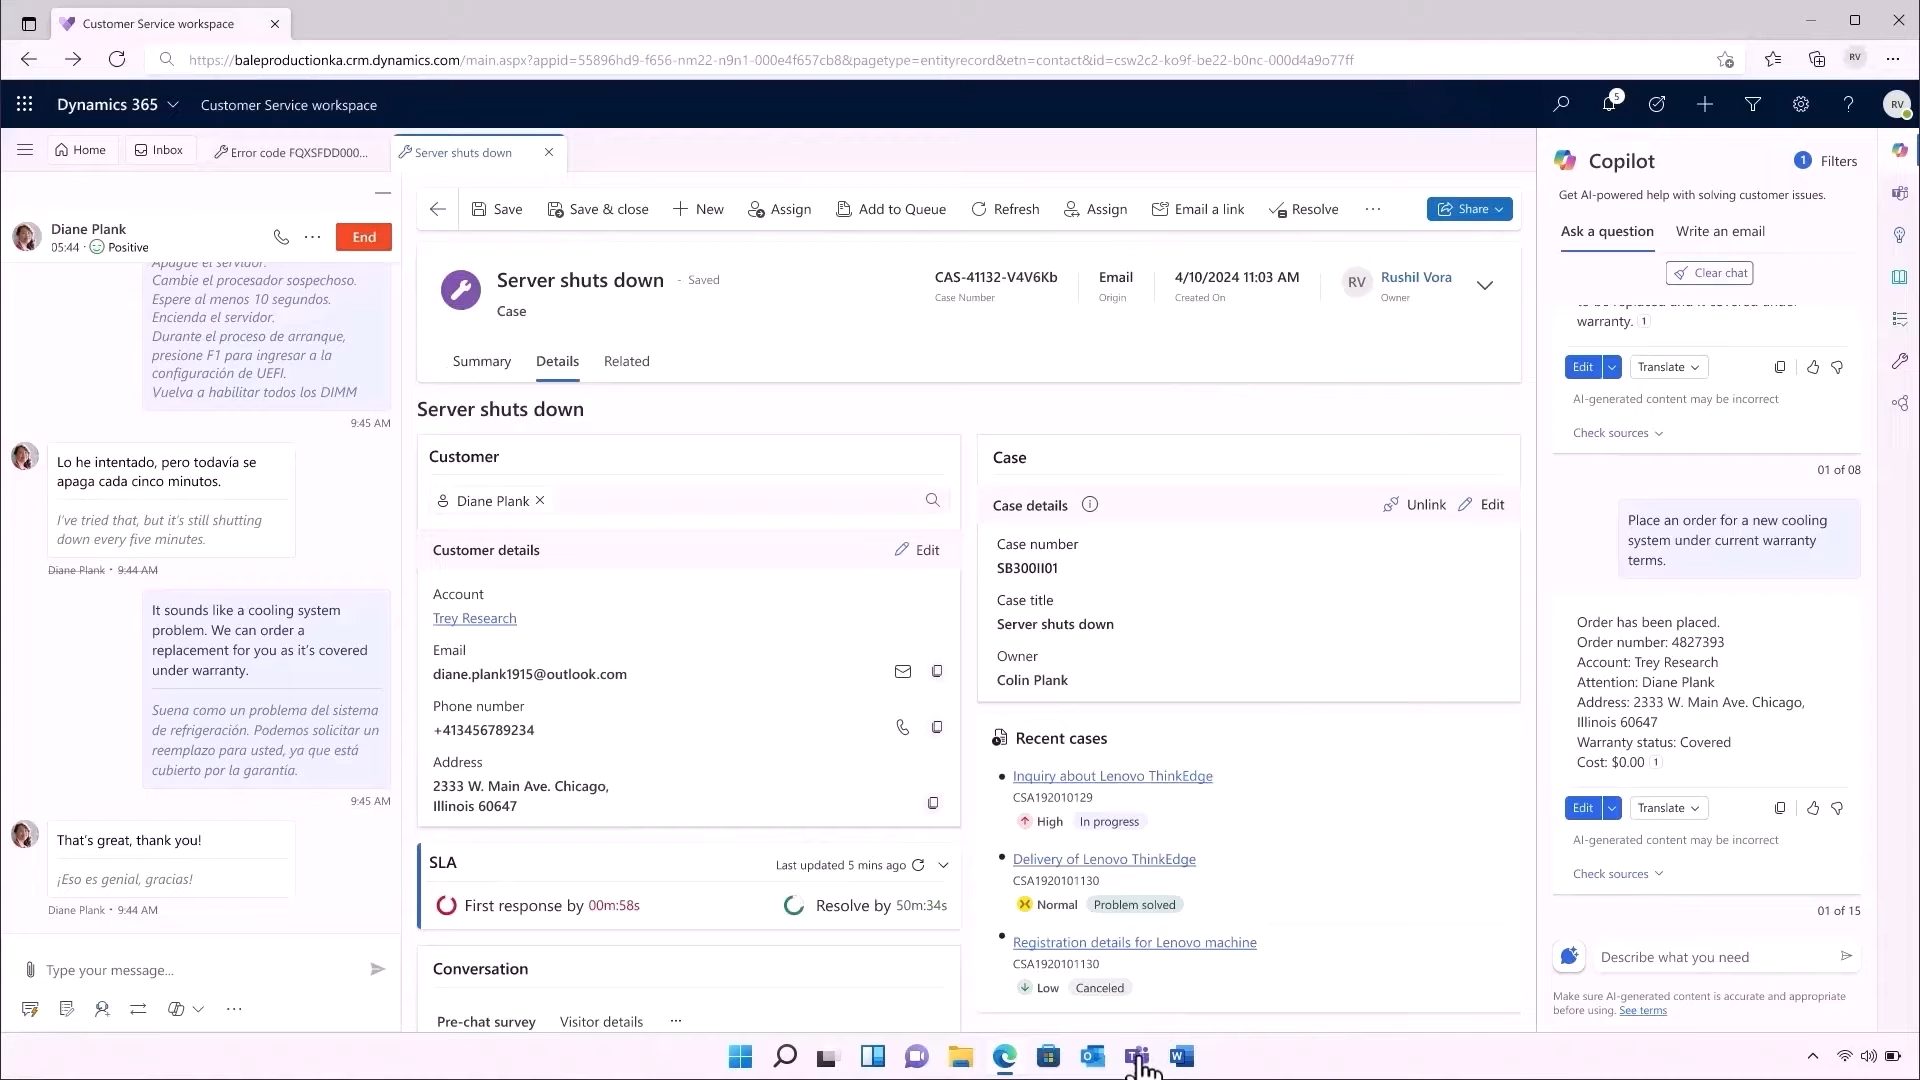 Customer Service workspace
https://baleproductionka.crm.dynamics.com/main.aspx?appid=55896hd9-f656-nm22-n9n1-000e4f657cb8&pagetype=entityrecord&etn=contact&id=csw2c2-ko9f-be22-b0nc-000d4a9o77ff
RV
Dynamics 365
Customer Service workspace
5
RV
Home
Inbox
Error code FQXSFDD000...
Server shuts down
Diane Plank
05:44 · Positive
End
Apague el servidor.
Cambie el procesador sospechoso.
Espere al menos 10 segundos.
Encienda el servidor.
Durante el proceso de arranque,
presione F1 para ingresar a la
configuración de UEFI.
Vuelva a habilitar todos los DIMM
9:45 AM
Lo he intentado, pero todavía se
apaga cada cinco minutos.
I've tried that, but it's still shutting
down every five minutes.
Diane Plank • 9:44 AM
It sounds like a cooling system
problem. We can order a
replacement for you as it's covered
under warranty.
Suena como un problema del sistema
de refrigeración. Podemos solicitar un
reemplazo para usted, ya que está
cubierto por la garantía.
9:45 AM
That's great, thank you!
¡Eso es genial, gracias!
Diane Plank • 9:44 AM
Type your message...
Save
Save & close
New
Assign
Add to Queue
Refresh
Assign
Email a link
Resolve
Share
Server shuts down - Saved
Case
CAS-41132-V4V6Kb
Case Number
Email
Origin
4/10/2024 11:03 AM
Created On
RV
Rushil Vora
Owner
Summary
Details
Related
Server shuts down
Customer
Diane Plank
Customer details
Edit
Account
Trey Research
Email
diane.plank1915@outlook.com
Phone number
+413456789234
Address
2333 W. Main Ave. Chicago,
Illinois 60647
SLA
Last updated 5 mins ago
First response by 00m:58s
Resolve by 50m:34s
Conversation
Pre-chat survey
Visitor details
Case
Case details
Unlink
Edit
Case number
SB300II01
Case title
Server shuts down
Owner
Colin Plank
Recent cases
Inquiry about Lenovo ThinkEdge
CSA192010129
High
In progress
Delivery of Lenovo ThinkEdge
CSA1920101130
Normal
Problem solved
Registration details for Lenovo machine
CSA1920101130
Low
Canceled
Copilot
1
Filters
Get AI-powered help with solving customer issues.
Ask a question
Write an email
Clear chat
warranty. 1
Edit
Translate
AI-generated content may be incorrect
Check sources
01 of 08
Place an order for a new cooling
system under current warranty
terms.
Order has been placed.
Order number: 4827393
Account: Trey Research
Attention: Diane Plank
Address: 2333 W. Main Ave. Chicago,
Illinois 60647
Warranty status: Covered
Cost: $0.00 1
Edit
Translate
AI-generated content may be incorrect
Check sources
01 of 15
Describe what you need
Make sure AI-generated content is accurate and appropriate
before using. See terms